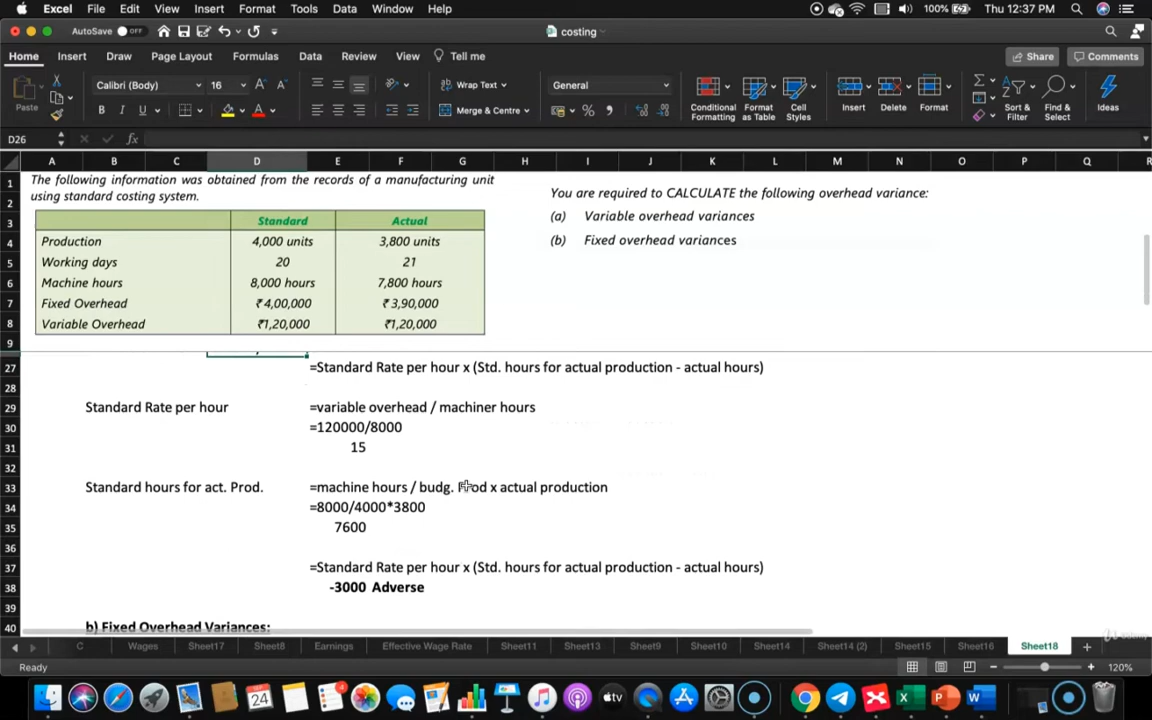 Excel File Edit View Insert Format Tools Data Window Help 100% Thu 12:37 PM
AutoSave OFF costing
Home Insert Draw Page Layout Formulas Data Review View Tell me Share Comments
Paste Calibri (Body) 16 A A Wrap Text General
B I U A Merge & Centre % Conditional Formatting Format as Table Cell Styles Insert Delete Format Sort & Filter Find & Select Ideas
D26 fx
A B C D E F G H I J K L M N O P Q R
1 The following information was obtained from the records of a manufacturing unit
2 using standard costing system.
You are required to CALCULATE the following overhead variance:
3 Standard Actual
(a) Variable overhead variances
4 Production 4,000 units 3,800 units
(b) Fixed overhead variances
5 Working days 20 21
6 Machine hours 8,000 hours 7,800 hours
7 Fixed Overhead ₹4,00,000 ₹3,90,000
8 Variable Overhead ₹1,20,000 ₹1,20,000
9
27 =Standard Rate per hour x (Std. hours for actual production - actual hours)
28
29 Standard Rate per hour =variable overhead / machiner hours
30 =120000/8000
31 15
32
33 Standard hours for act. Prod. =machine hours / budg. Prod x actual production
34 =8000/4000*3800
35 7600
36
37 =Standard Rate per hour x (Std. hours for actual production - actual hours)
38 -3000 Adverse
39
40 b) Fixed Overhead Variances:
C Wages Sheet17 Sheet8 Earnings Effective Wage Rate Sheet11 Sheet13 Sheet9 Sheet10 Sheet14 (2) Sheet14 Sheet15 Sheet16 Sheet18
Ready 120%